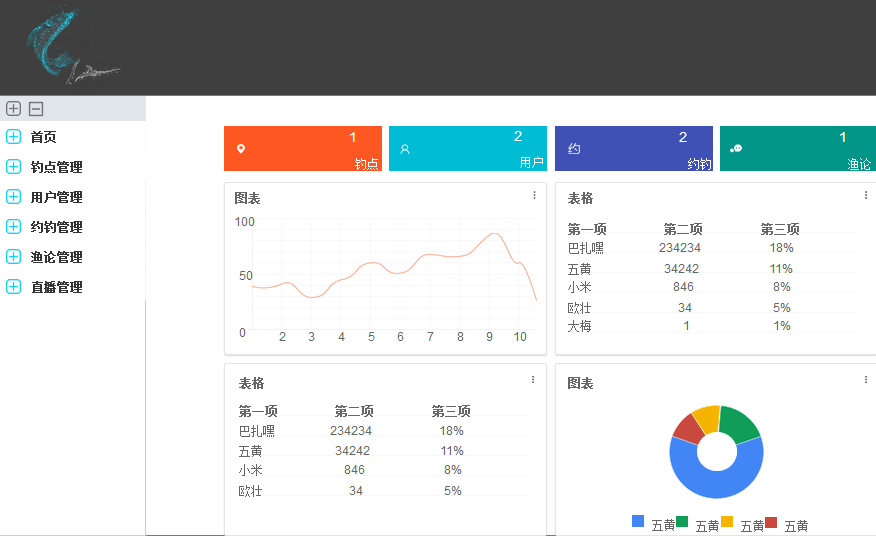 首页
钓点管理
用户管理
约钓管理
渔论管理
直播管理
1
钓点
2
用户
约
2
约钓
1
渔论
图表
100
50
0
2 3 4 5 6 7 8 9 10
表格
第一项 第二项 第三项
巴扎嘿 234234 18%
五黄 34242 11%
小米 846 8%
欧壮 34 5%
大梅 1 1%
表格
第一项 第二项 第三项
巴扎嘿 234234 18%
五黄 34242 11%
小米 846 8%
欧壮 34 5%
图表
五黄 五黄 五黄 五黄